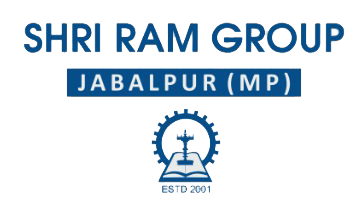 SHRI RAM GROUP
JABALPUR (MP)
ESTD 2001